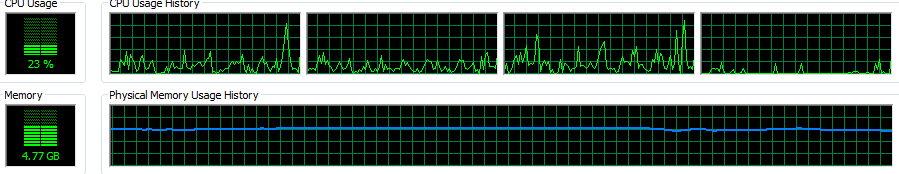 CPU Usage
CPU Usage History
23 %
Memory
Physical Memory Usage History
4.77 GB